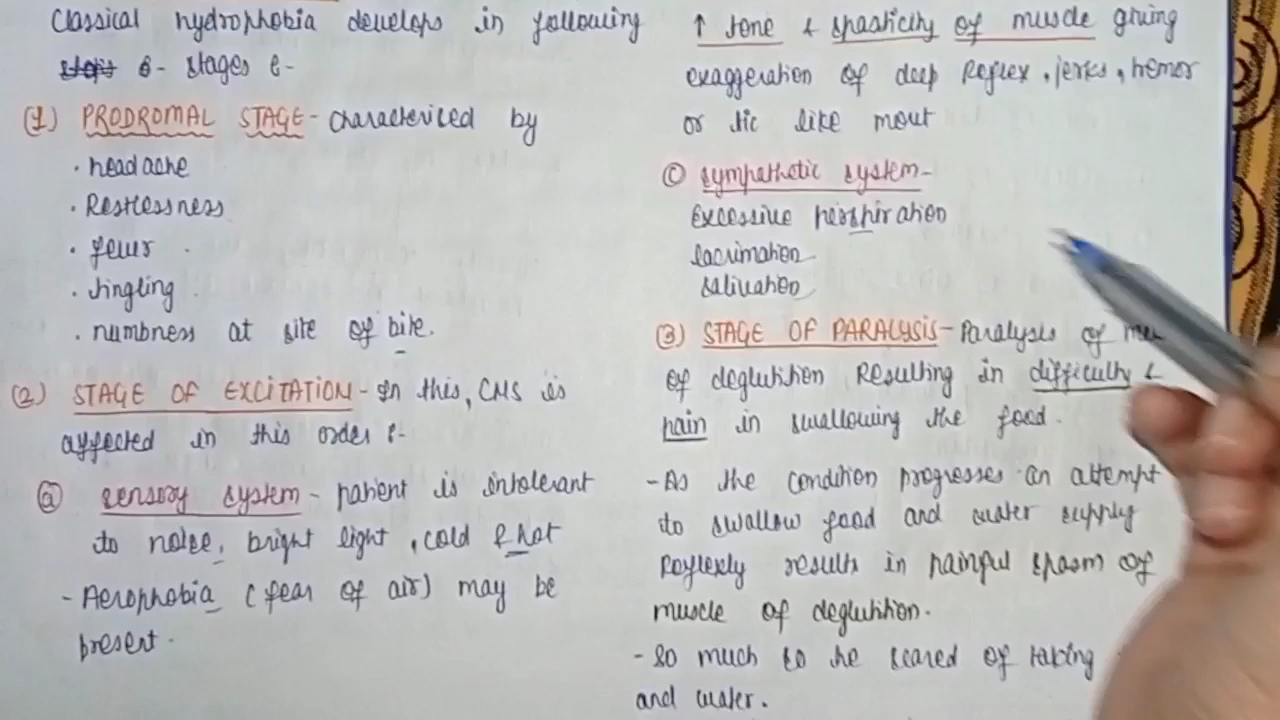 Classical hydrophobia develops in following
stages :-
(1) PRODROMAL STAGE - characterized by
· headache
· Restlessness
· fever
· tingling
· numbness at site of bite.
(2) STAGE OF EXCITATION - In this, CNS is
affected in this order :-
(a) sensory system - patient is intolerant
to noise, bright light, cold & hot
- Aerophobia (fear of air) may be
present.
↑ tone & spasticity of muscle giving
exaggeration of deep Reflex, jerks, tremor
or tic like mout
(c) sympathetic system -
Excessive perspiration
lacrimation
salivation
(3) STAGE OF PARALYSIS - Paralysis of
of deglutition Resulting in difficulty &
pain in swallowing the food.
- As the condition progresses an attempt
to swallow food and water supply
Reflexly results in painful spasm of
muscle of deglutition.
- So much so he scared of taking
and water.